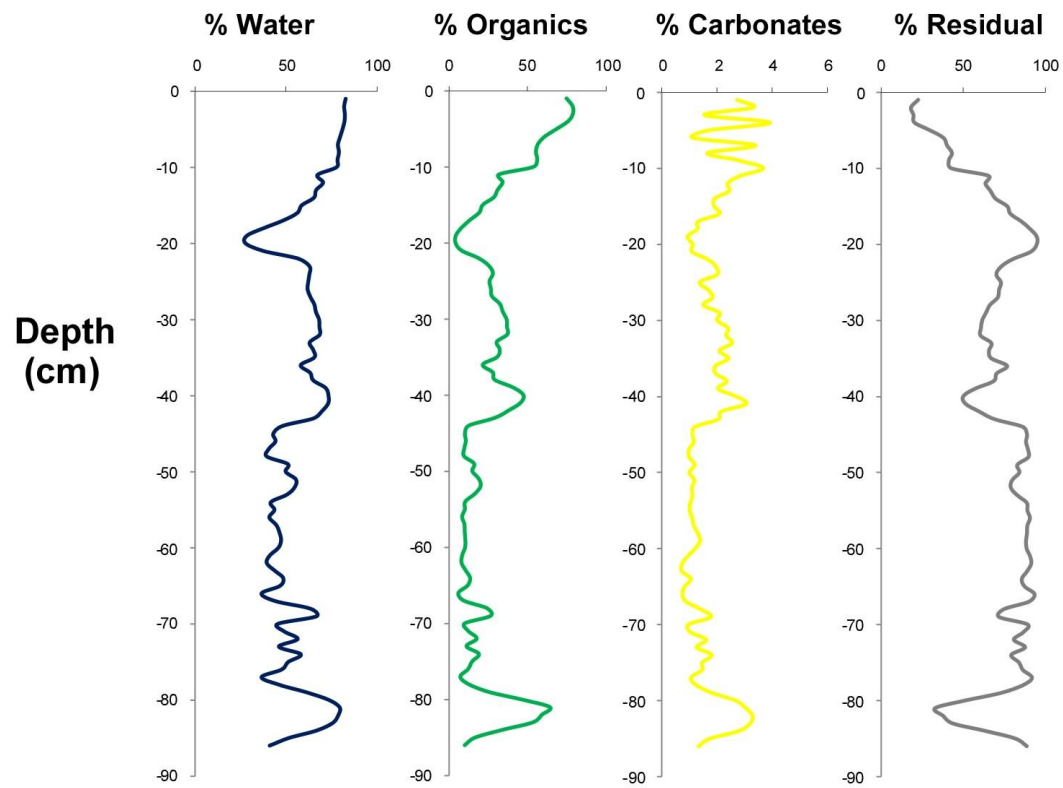 % Water % Organics % Carbonates % Residual
0 50 100 0 50 100 0 2 4 6 0 50 100
0 0 0 0
-10 -10 -10 -10
-20 -20 -20 -20
-30 -30 -30 -30
Depth
(cm)
-40 -40 -40 -40
-50 -50 -50 -50
-60 -60 -60 -60
-70 -70 -70 -70
-80 -80 -80 -80
-90 -90 -90 -90